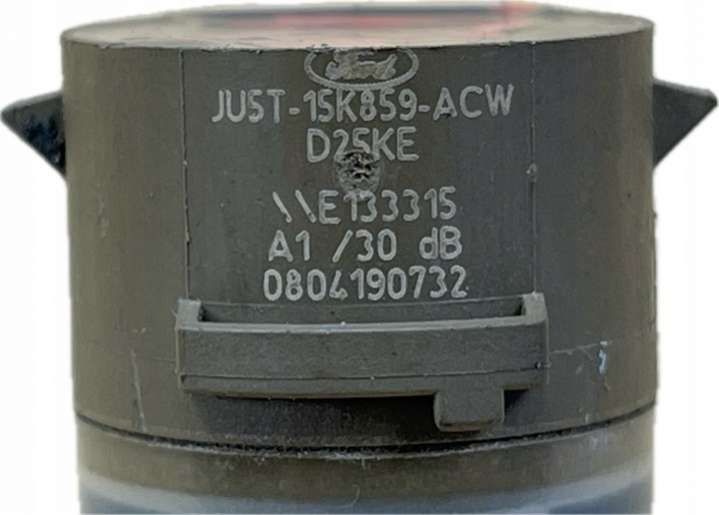 Ford
JU5T-15K859-ACW
D25KE
\\E133315
A1 /30 dB
0804190732